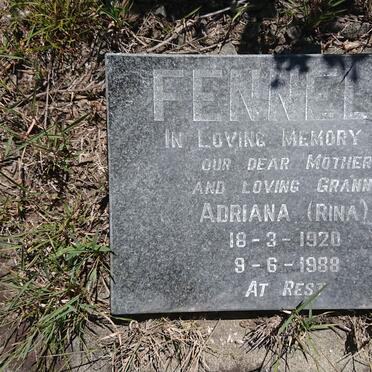 FENNEL
IN LOVING MEMORY
OUR DEAR MOTHER
AND LOVING GRANN
ADRIANA (RINA)
18-3-1920
9-6-1988
AT REST